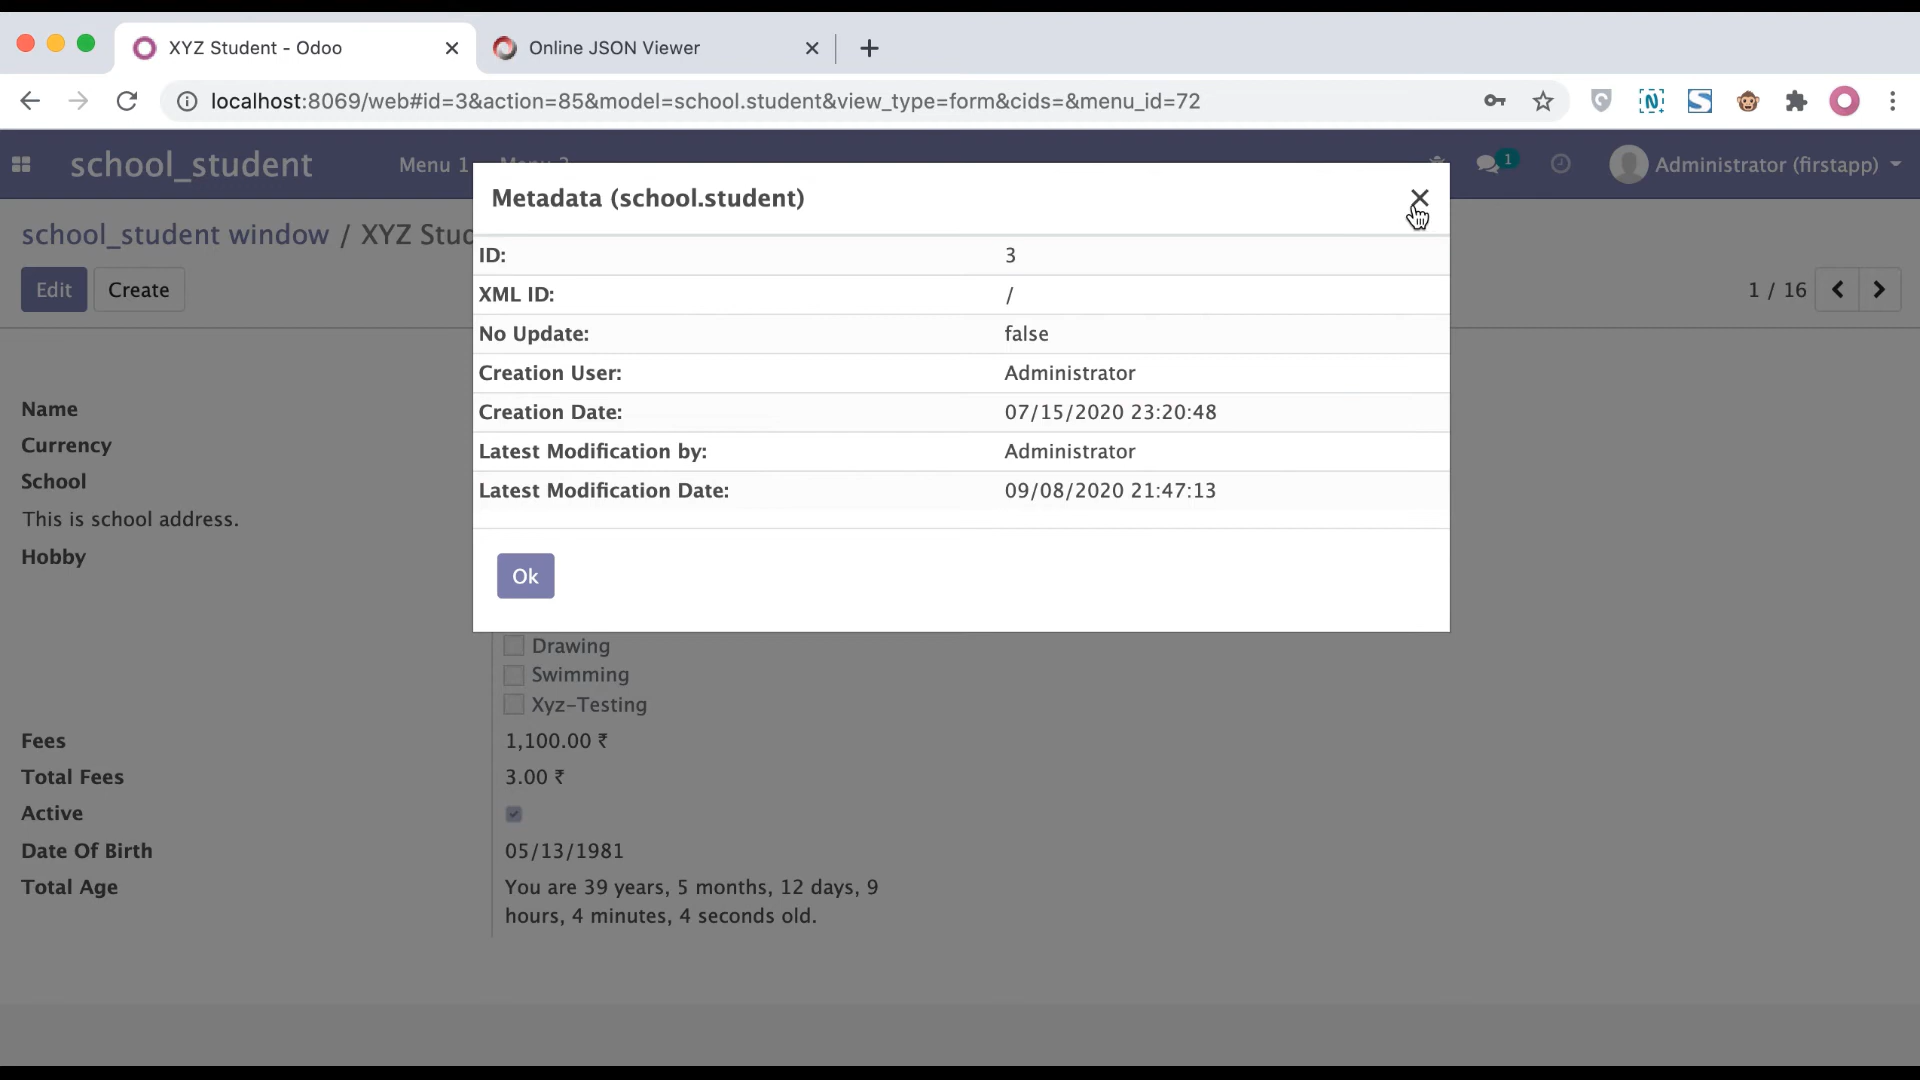 XYZ Student - Odoo
Online JSON Viewer
localhost:8069/web#id=3&action=85&model=school.student&view_type=form&cids=&menu_id=72
school_student
Menu 1
1
Administrator (firstapp)
school_student window / XYZ Stud
Edit
Create
1 / 16
Metadata (school.student)
ID: 3
XML ID: /
No Update: false
Creation User: Administrator
Creation Date: 07/15/2020 23:20:48
Latest Modification by: Administrator
Latest Modification Date: 09/08/2020 21:47:13
Ok
Name
Currency
School
This is school address.
Hobby
Drawing
Swimming
Xyz-Testing
Fees 1,100.00 ₹
Total Fees 3.00 ₹
Active
Date Of Birth 05/13/1981
Total Age You are 39 years, 5 months, 12 days, 9
hours, 4 minutes, 4 seconds old.